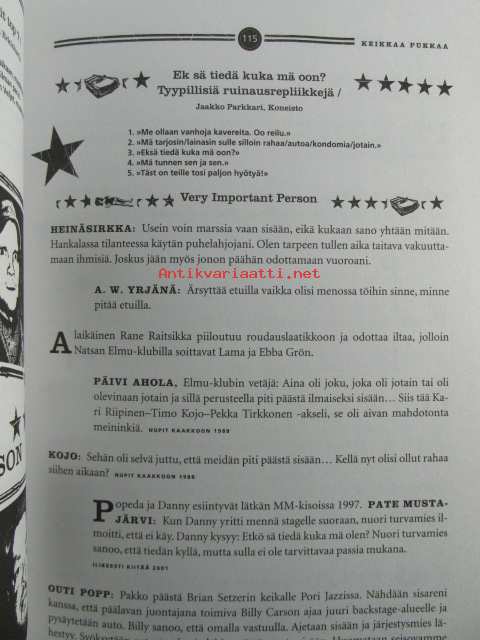 115
KEIKKAA PUKKAA
Ek sä tiedä kuka mä oon?
Tyypillisiä ruinausrepliikkejä /
Jaakko Parkkari, Koneisto
1. »Me ollaan vanhoja kavereita. Oo reilu.»
2. »Mä tarjosin/lainasin sulle silloin rahaa/autoa/kondomia/jotain.»
3. »Eksä tiedä kuka mä oon?»
4. »Mä tunnen sen ja sen.»
5. »Täst on teille tosi paljon hyötyä!»
Very Important Person
HEINÄSIRKKA: Usein voin marssia vaan sisään, eikä kukaan sano yhtään mitään.
Hankalassa tilanteessa käytän puhelahjojani. Olen tarpeen tullen aika taitava vakuutta-
maan ihmisiä. Joskus jään myös jonon päähän odottamaan vuoroani.
Antikvariaatti.net
A. W. YRJÄNÄ: Ärsyttää etuilla vaikka olisi menossa töihin sinne, minne
pitää etuilla.
Alaikäinen Rane Raitsikka piiloutuu roudauslaatikkoon ja odottaa iltaa, jolloin
Natsan Elmu-klubilla soittavat Lama ja Ebba Grön.
PÄIVI AHOLA, Elmu-klubin vetäjä: Aina oli joku, joka oli jotain tai oli
olevinaan jotain ja sillä perusteella piti päästä ilmaiseksi sisään… Siis tää Ka-
ri Riipinen–Timo Kojo–Pekka Tirkkonen -akseli, se oli aivan mahdotonta
meininkiä. NUPIT KAAKKOON 1988
KOJO: Sehän oli selvä juttu, että meidän piti päästä sisään… Kellä nyt olisi ollut rahaa
siihen aikaan? NUPIT KAAKKOON 1988
Popeda ja Danny esiintyvät lätkän MM-kisoissa 1997. PATE MUSTA-
JÄRVI: Kun Danny yritti mennä stagelle suoraan, nuori turvamies il-
moitti, että ei käy. Danny kysyy: Etkö sä tiedä kuka mä olen? Nuori turvamies
sanoo, että tiedän kyllä, mutta sulla ei ole tarvittavaa passia mukana.
ILIKEESTI KIITÄÄ 2001
OUTI POPP: Pakko päästä Brian Setzerin keikalle Pori Jazzissa. Nähdään sisareni
kanssa, että päälavan juontajana toimiva Billy Carson ajaa juuri backstage-alueelle ja
pysäytetään auto. Billy sanoo, että omalla vastuulla. Ajetaan sisään ja järjestysmies lä-